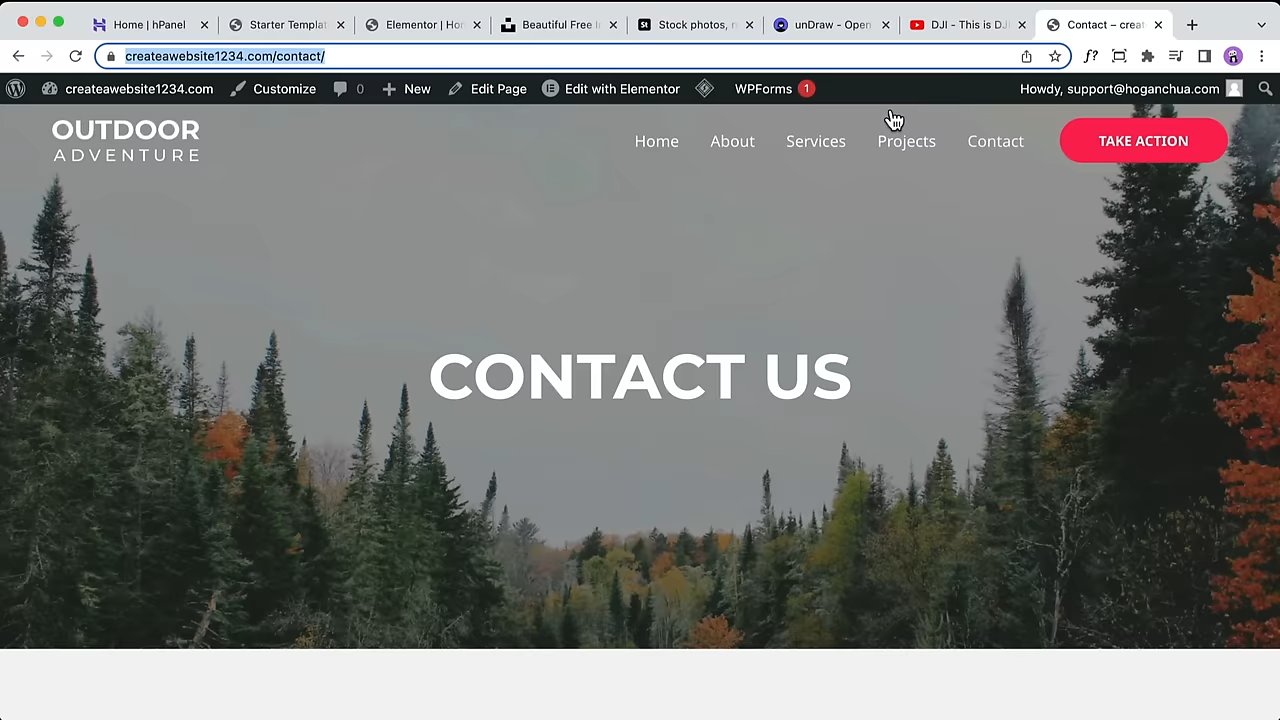 Home | hPanel
Starter Templat
Elementor | Ho
Beautiful Free I
Stock photos, r
unDraw - Open
DJI - This is DJ
Contact – creat
createawebsite1234.com/contact/
f?
createwebsite1234.com
Customize
0
New
Edit Page
Edit with Elementor
WPForms 1
Howdy, support@hoganchua.com
OUTDOOR
ADVENTURE
Home
About
Services
Projects
Contact
TAKE ACTION
CONTACT US